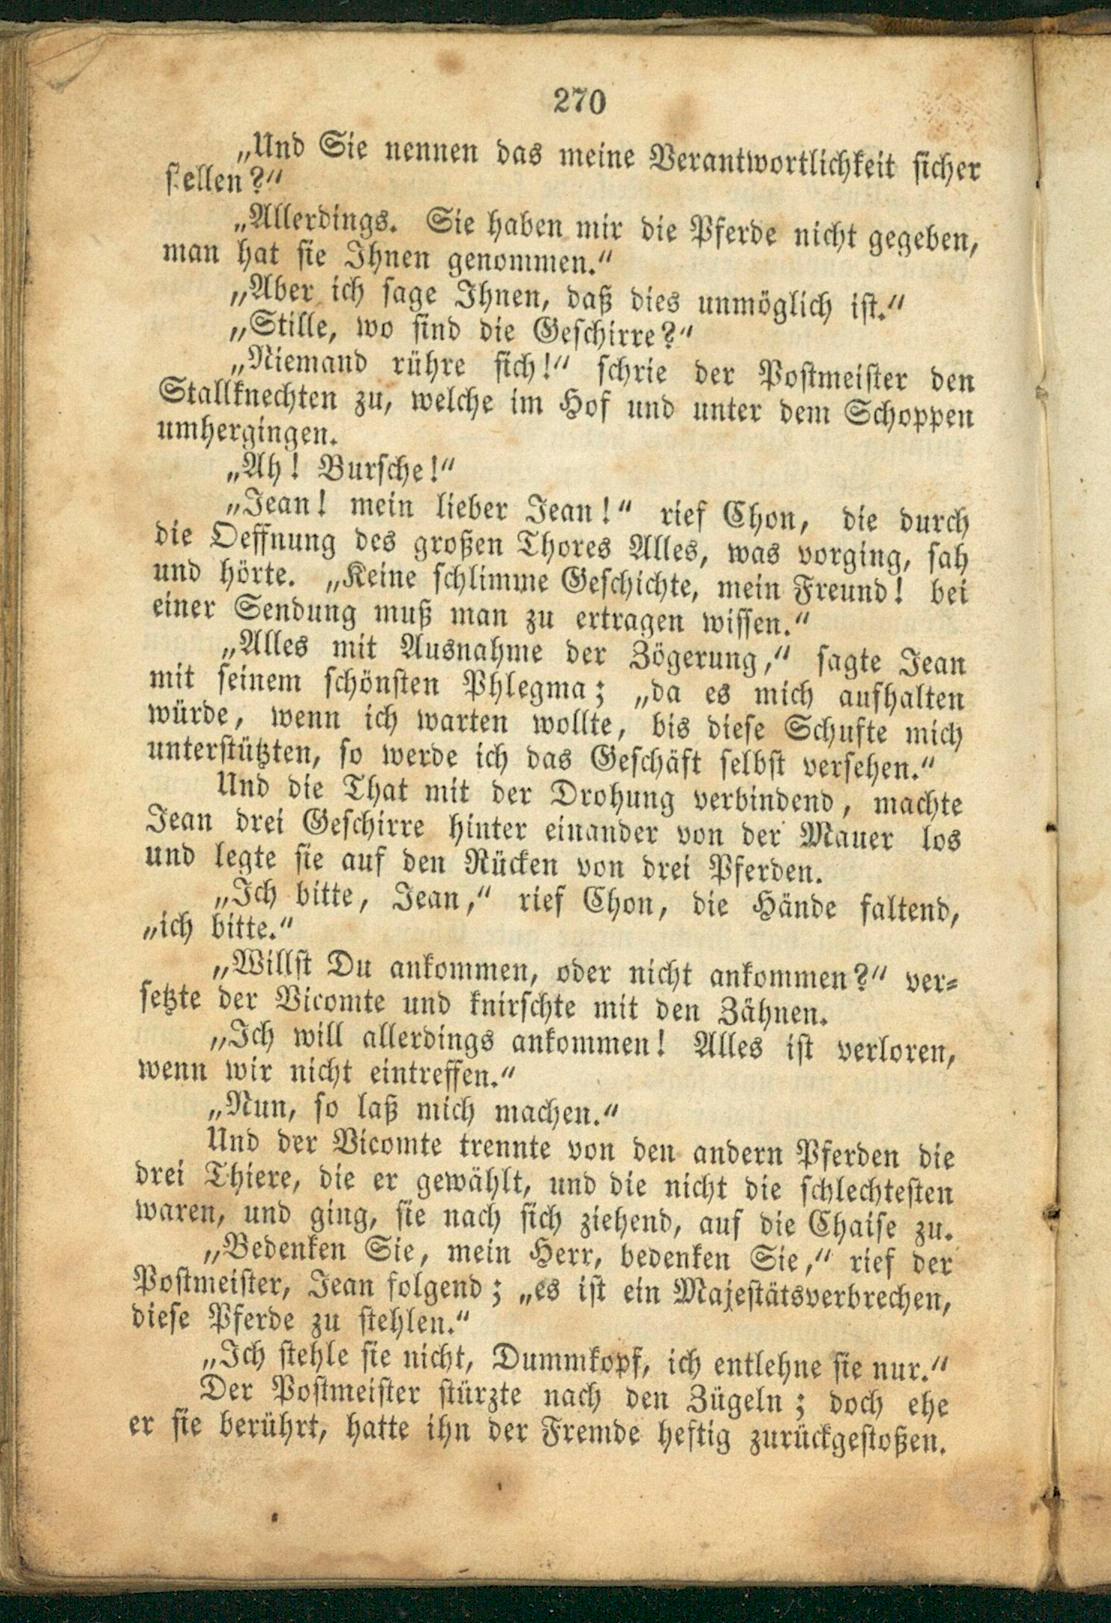 270
„Und Sie nennen das meine Verantwortlichkeit sicher
stellen?“
„Allerdings. Sie haben mir die Pferde nicht gegeben,
man hat sie Ihnen genommen.“
„Aber ich sage Ihnen, daß dies unmöglich ist.“
„Stille, wo sind die Geschirre?“
„Niemand rühre sich!“ schrie der Postmeister den
Stallknechten zu, welche im Hof und unter dem Schoppen
umhergingen.
„Ah! Bursche!“
„Jean! mein lieber Jean!“ rief Chon, die durch
die Oeffnung des großen Thores Alles, was vorging, sah
und hörte. „Keine schlimme Geschichte, mein Freund! bei
einer Sendung muß man zu ertragen wissen.“
„Alles mit Ausnahme der Zögerung,“ sagte Jean
mit seinem schönsten Phlegma; „da es mich aufhalten
würde, wenn ich warten wollte, bis diese Schufte mich
unterstützten, so werde ich das Geschäft selbst versehen.“
Und die That mit der Drohung verbindend, machte
Jean drei Geschirre hinter einander von der Mauer los
und legte sie auf den Rücken von drei Pferden.
„Ich bitte, Jean,“ rief Chon, die Hände faltend,
„ich bitte.“
„Willst Du ankommen, oder nicht ankommen?“ ver-
setzte der Vicomte und knirschte mit den Zähnen.
„Ich will allerdings ankommen! Alles ist verloren,
wenn wir nicht eintreffen.“
„Nun, so laß mich machen.“
Und der Vicomte trennte von den andern Pferden die
drei Thiere, die er gewählt, und die nicht die schlechtesten
waren, und ging, sie nach sich ziehend, auf die Chaise zu.
„Bedenken Sie, mein Herr, bedenken Sie,“ rief der
Postmeister, Jean folgend; „es ist ein Majestätsverbrechen,
diese Pferde zu stehlen.“
„Ich stehle sie nicht, Dummkopf, ich entlehne sie nur.“
Der Postmeister stürzte nach den Zügeln; doch ehe
er sie berührt, hatte ihn der Fremde heftig zurückgestoßen.